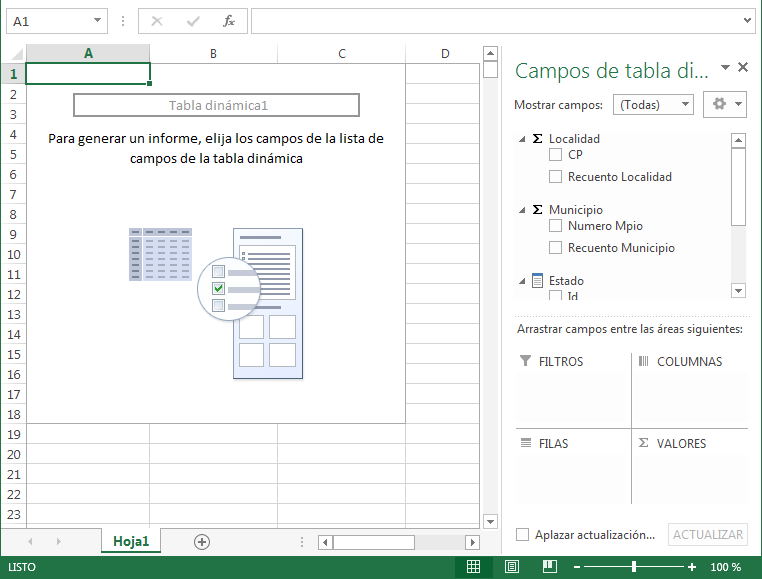 A1
fx
A B C D
1
2
3
4
5
6
7
8
9
10
11
12
13
14
15
16
17
18
19
20
21
22
23
Tabla dinámica1
Para generar un informe, elija los campos de la lista de
campos de la tabla dinámica
Campos de tabla di...
Mostrar campos: (Todas)
Σ Localidad
CP
Recuento Localidad
Σ Municipio
Numero Mpio
Recuento Municipio
Estado
Id
Arrastrar campos entre las áreas siguientes:
FILTROS
COLUMNAS
FILAS
Σ VALORES
Aplazar actualización... ACTUALIZAR
Hoja1
LISTO
100 %